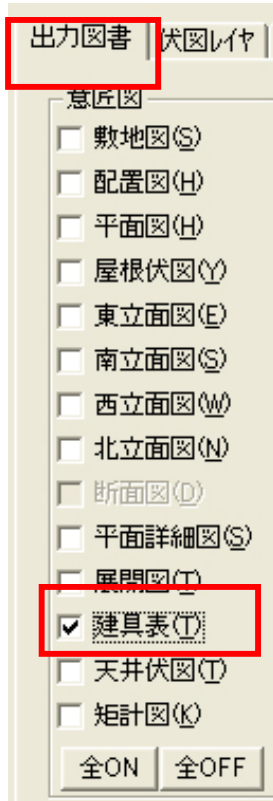 出力図書 伏図レイヤ
意匠図
敷地図(S)
配置図(H)
平面図(H)
屋根伏図(Y)
東立面図(E)
南立面図(S)
西立面図(W)
北立面図(N)
断面図(D)
平面詳細図(S)
展開図(T)
建具表(T)
天井伏図(T)
矩計図(K)
全ON 全OFF